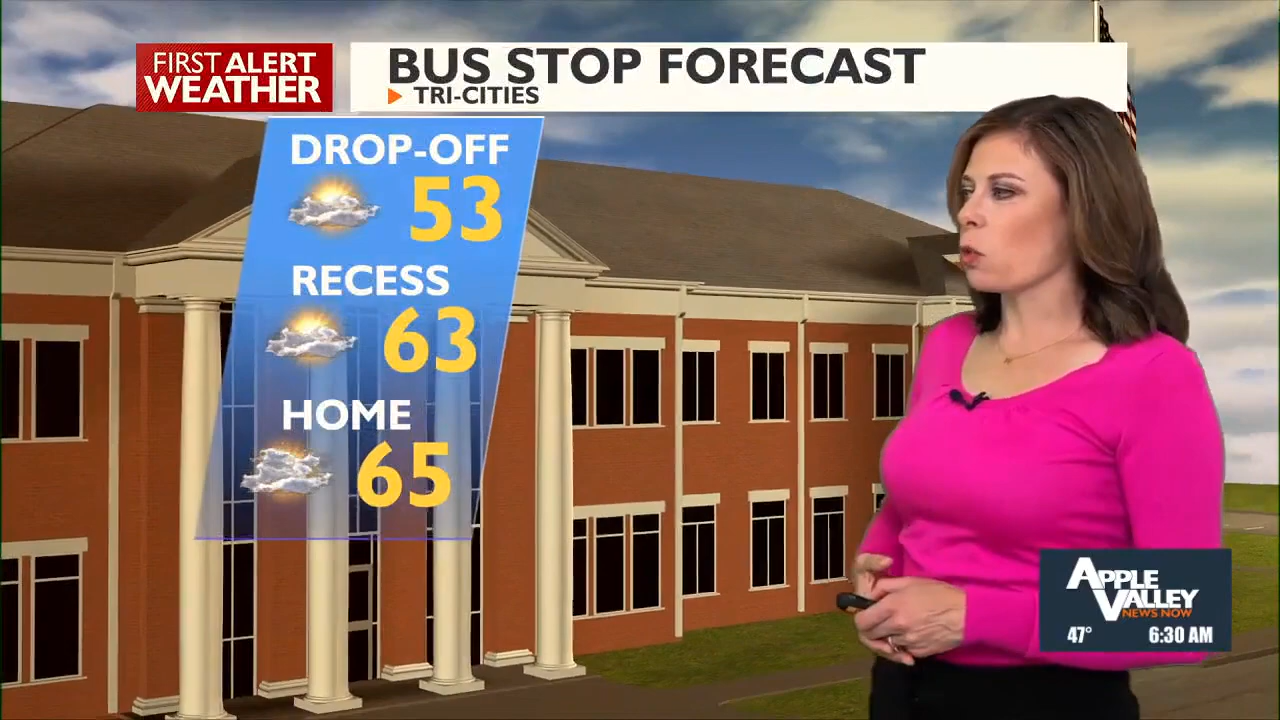 FIRST ALERT
WEATHER
BUS STOP FORECAST
TRI-CITIES
DROP-OFF
53
RECESS
63
HOME
65
APPLE
VALLEY
NEWS NOW
47° 6:30 AM